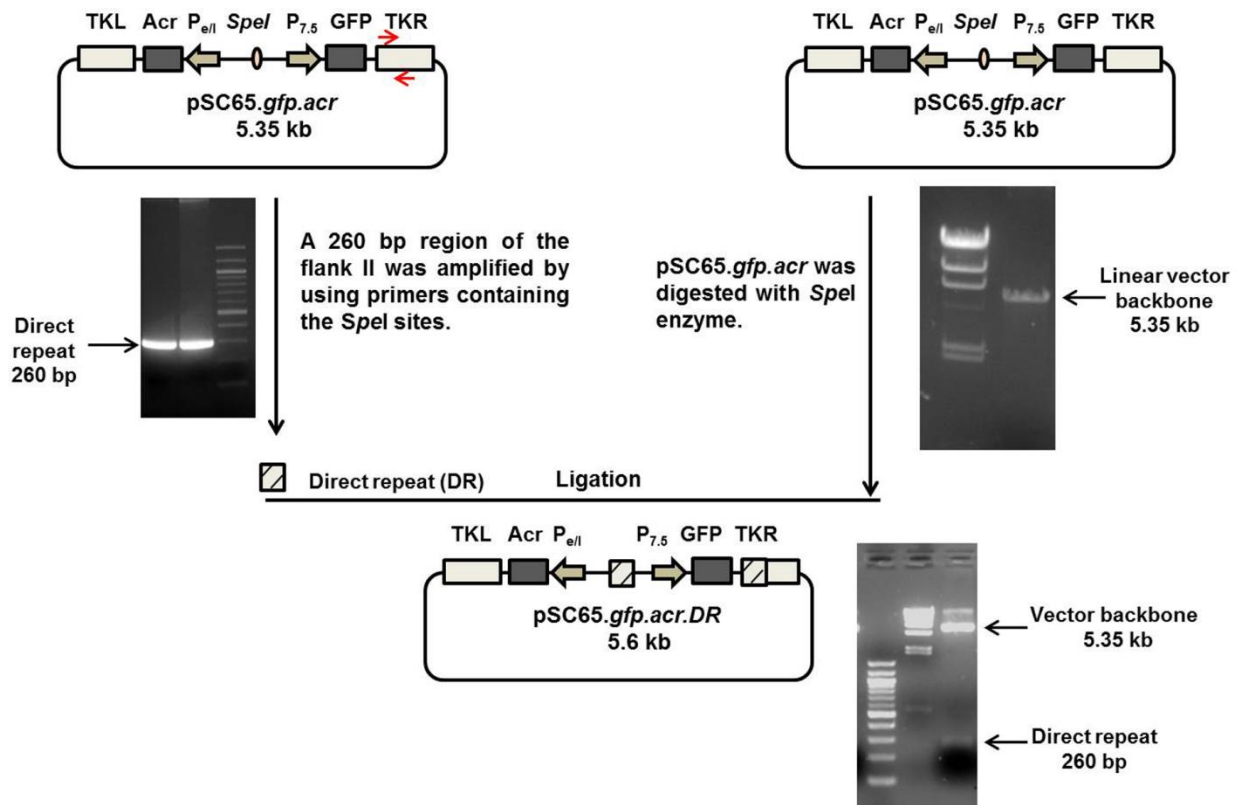 TKL Acr Pe/l SpeI P7.5 GFP TKR
pSC65.gfp.acr
5.35 kb
TKL Acr Pe/l SpeI P7.5 GFP TKR
pSC65.gfp.acr
5.35 kb
Direct
repeat
260 bp
A 260 bp region of the
flank II was amplified by
using primers containing
the SpeI sites.
pSC65.gfp.acr was
digested with SpeI
enzyme.
Linear vector
backbone
5.35 kb
Direct repeat (DR)
Ligation
TKL Acr Pe/l P7.5 GFP TKR
pSC65.gfp.acr.DR
5.6 kb
Vector backbone
5.35 kb
Direct repeat
260 bp